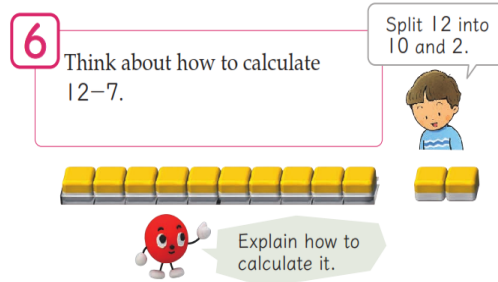 6
Think about how to calculate
12−7.
Split 12 into
10 and 2.
Explain how to
calculate it.